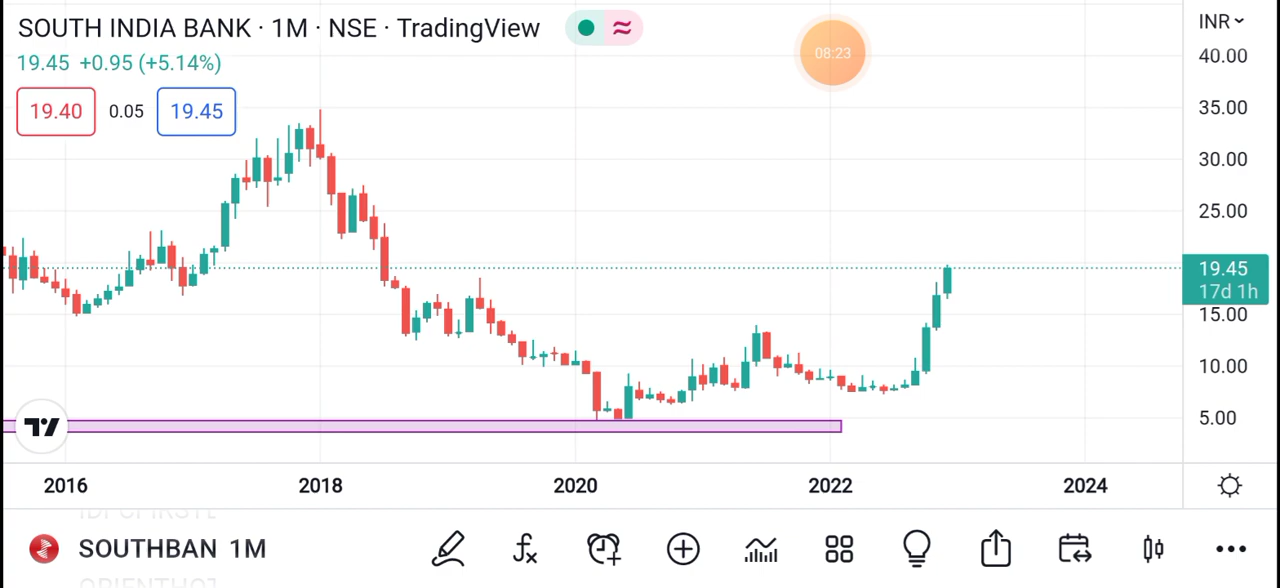 SOUTH INDIA BANK · 1M · NSE · TradingView
INR
08:23
19.45 +0.95 (+5.14%)
40.00
19.40 0.05 19.45
35.00
30.00
25.00
19.45
17d 1h
15.00
10.00
5.00
2016 2018 2020 2022 2024
SOUTHBAN 1M